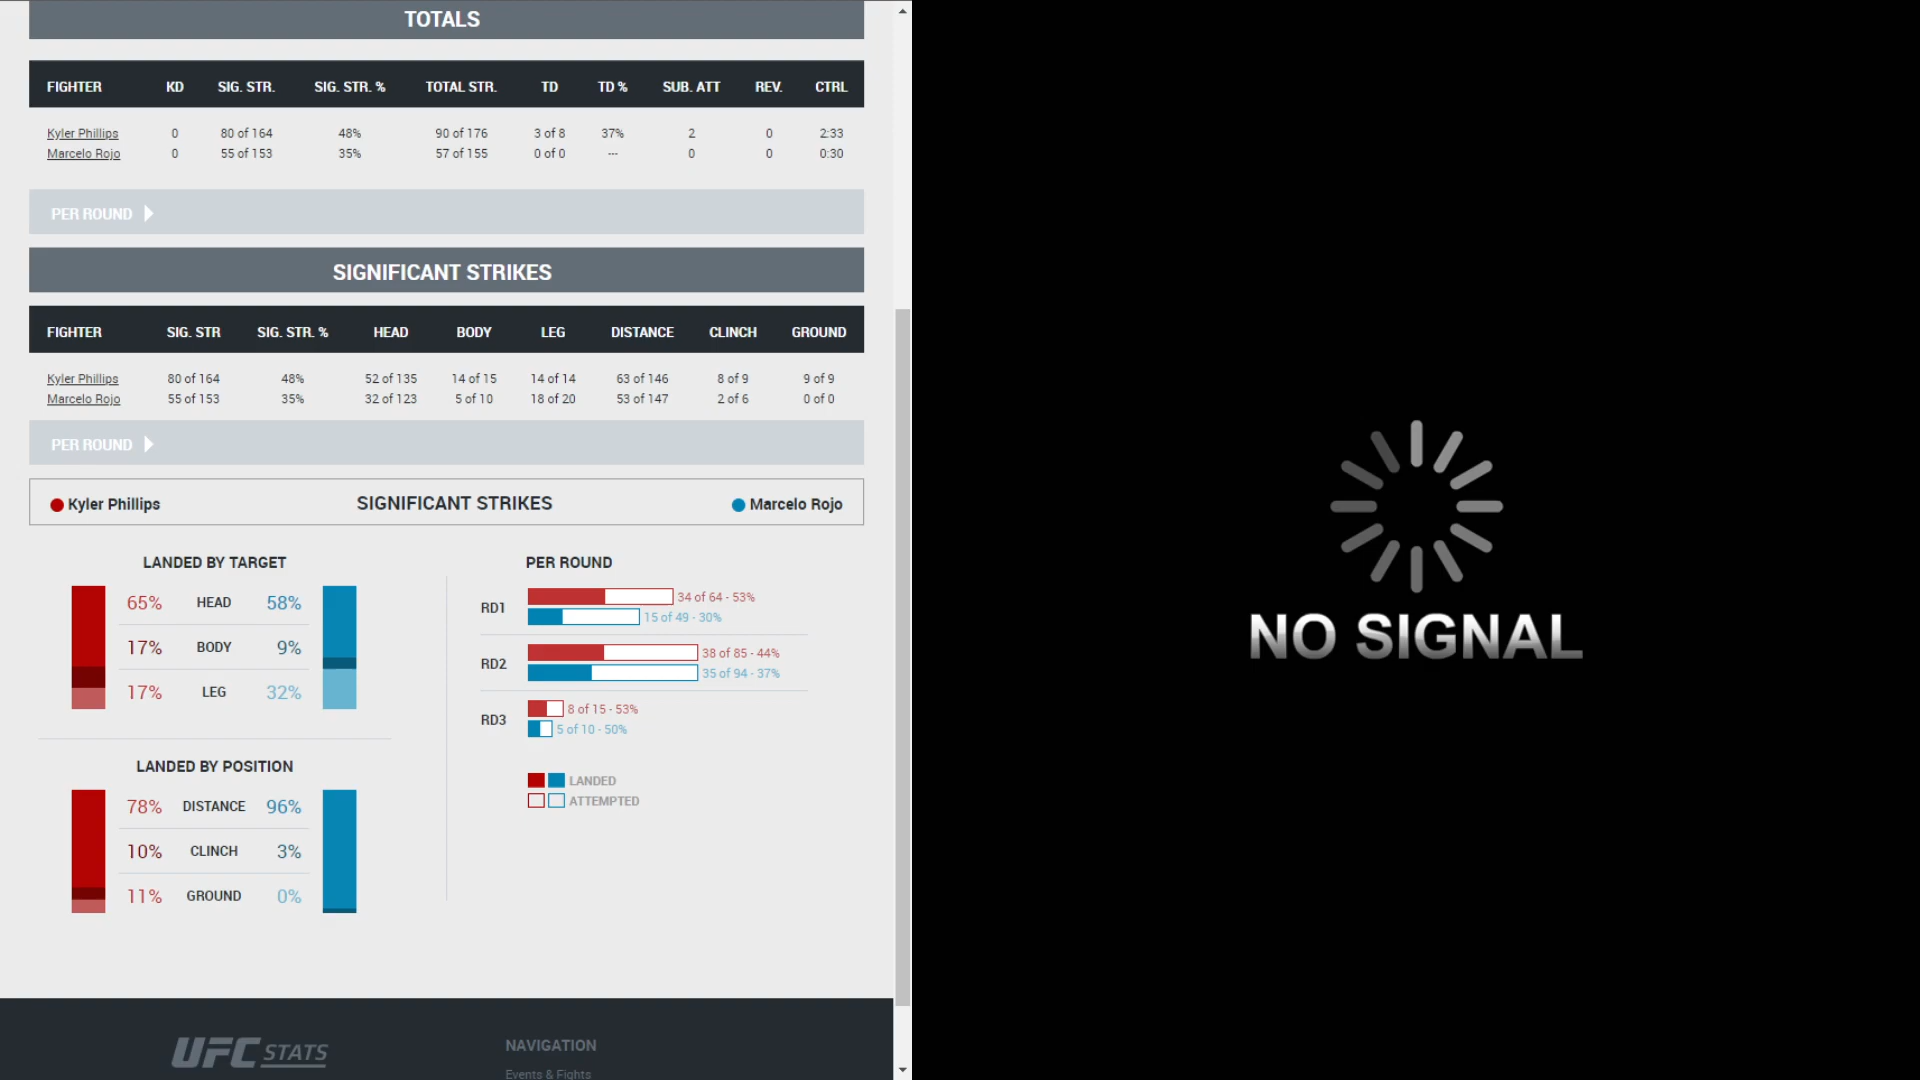 TOTALS
FIGHTER KD SIG. STR. SIG. STR. % TOTAL STR. TD TD % SUB. ATT REV. CTRL
Kyler Phillips 0 80 of 164 48% 90 of 176 3 of 8 37% 2 0 2:33
Marcelo Rojo 0 55 of 153 35% 57 of 155 0 of 0 --- 0 0 0:30
PER ROUND
SIGNIFICANT STRIKES
FIGHTER SIG. STR SIG. STR. % HEAD BODY LEG DISTANCE CLINCH GROUND
Kyler Phillips 80 of 164 48% 52 of 135 14 of 15 14 of 14 63 of 146 8 of 9 9 of 9
Marcelo Rojo 55 of 153 35% 32 of 123 5 of 10 18 of 20 53 of 147 2 of 6 0 of 0
PER ROUND
Kyler Phillips SIGNIFICANT STRIKES Marcelo Rojo
LANDED BY TARGET
65% HEAD 58%
17% BODY 9%
17% LEG 32%
LANDED BY POSITION
78% DISTANCE 96%
10% CLINCH 3%
11% GROUND 0%
PER ROUND
RD1
34 of 64 - 53%
15 of 49 - 30%
RD2
38 of 85 - 44%
35 of 94 - 37%
RD3
8 of 15 - 53%
5 of 10 - 50%
LANDED
ATTEMPTED
UFC STATS
NAVIGATION
Events & Fights
NO SIGNAL